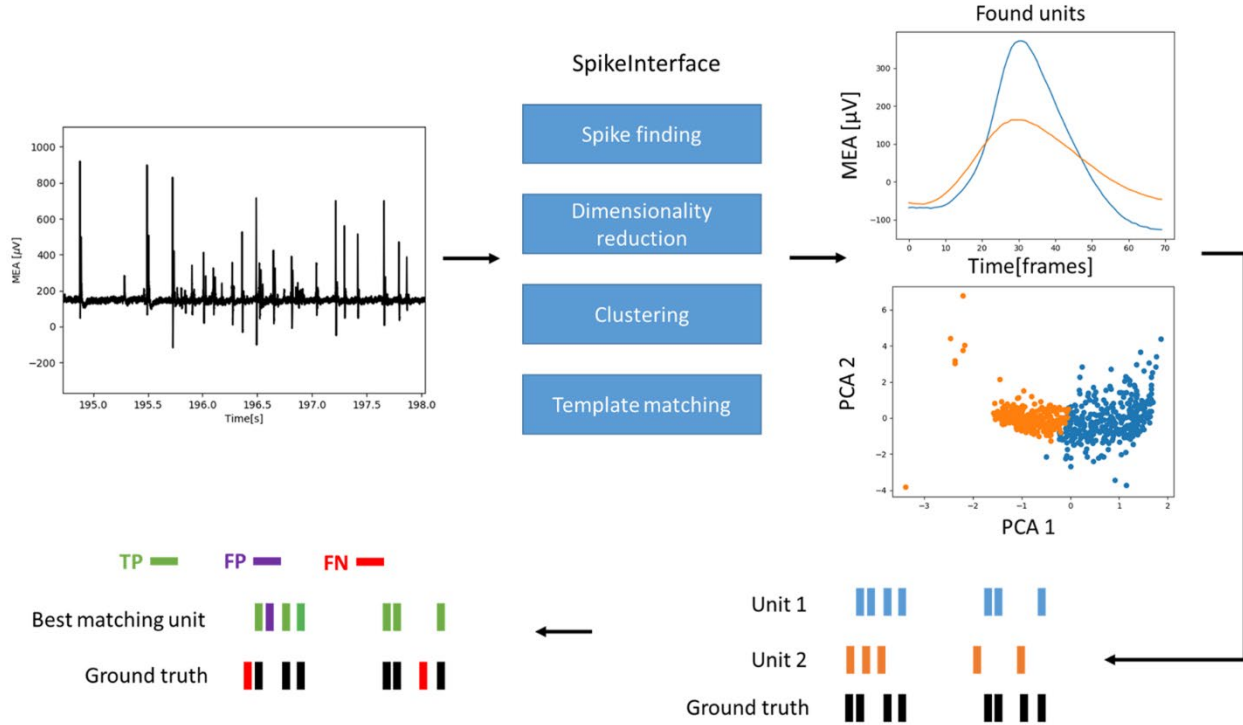 Found units
SpikeInterface
Spike finding
Dimensionality
reduction
Clustering
Template matching
MEA [µV]
1000
800
600
400
200
0
−200
195.0 195.5 196.0 196.5 197.0 197.5 198.0
Time[s]
MEA [µV]
300
200
100
0
−100
0 10 20 30 40 50 60 70
Time[frames]
PCA 2
6
4
2
0
−2
−4
−3 −2 −1 0 1 2
PCA 1
TP FP FN
Best matching unit
Ground truth
Unit 1
Unit 2
Ground truth